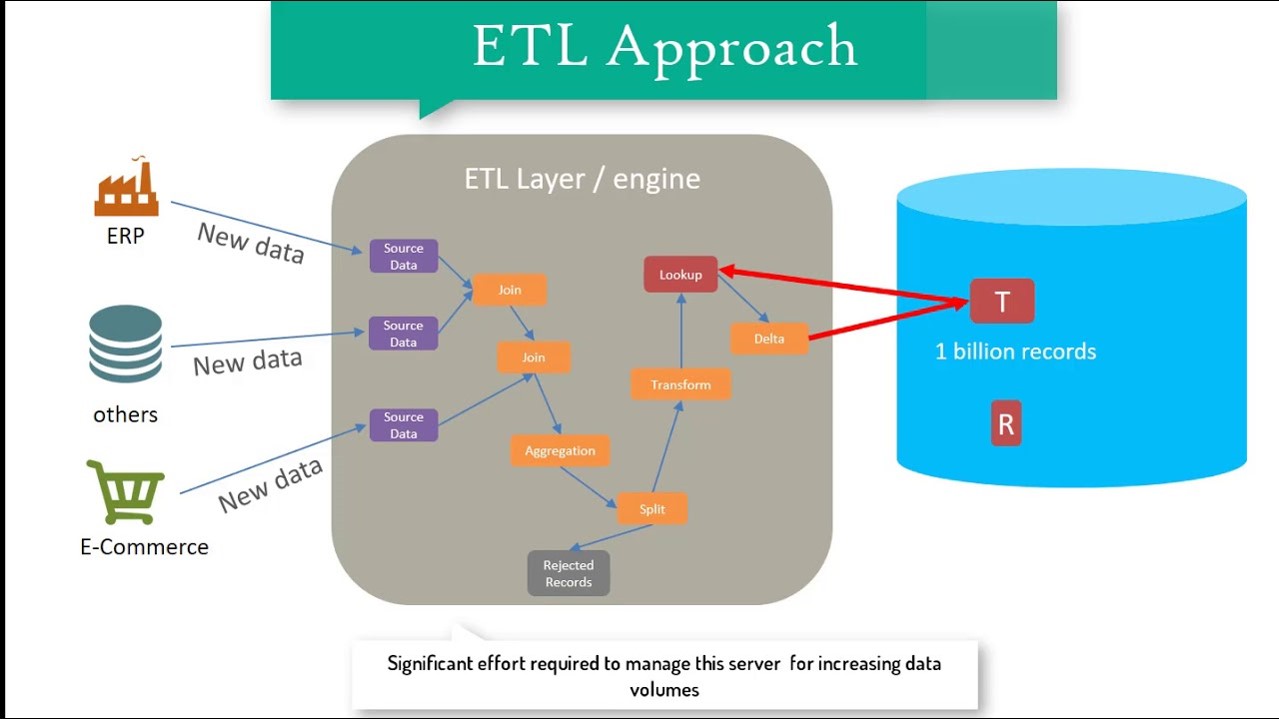 ETL Approach
ETL Layer / engine
ERP
New data
Source
Data
Join
Lookup
T
others
New data
Source
Data
Join
Delta
1 billion records
Transform
E-Commerce
New data
Source
Data
Aggregation
R
Split
Rejected
Records
Significant effort required to manage this server for increasing data
volumes